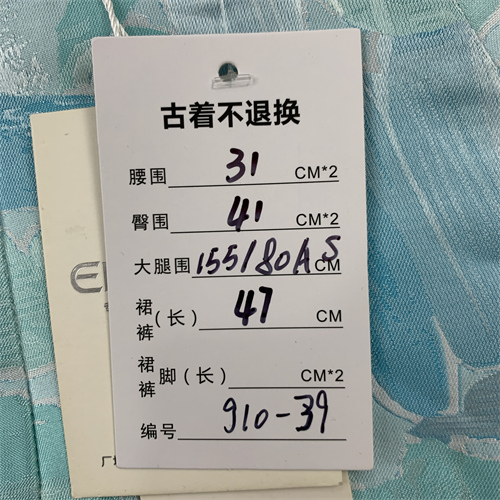 古着不退换
腰围 31 CM*2
臀围 41 CM*2
大腿围 155/80A S CM
裙裤(长) 47 CM
裙裤脚(长) CM*2
编号 910-39